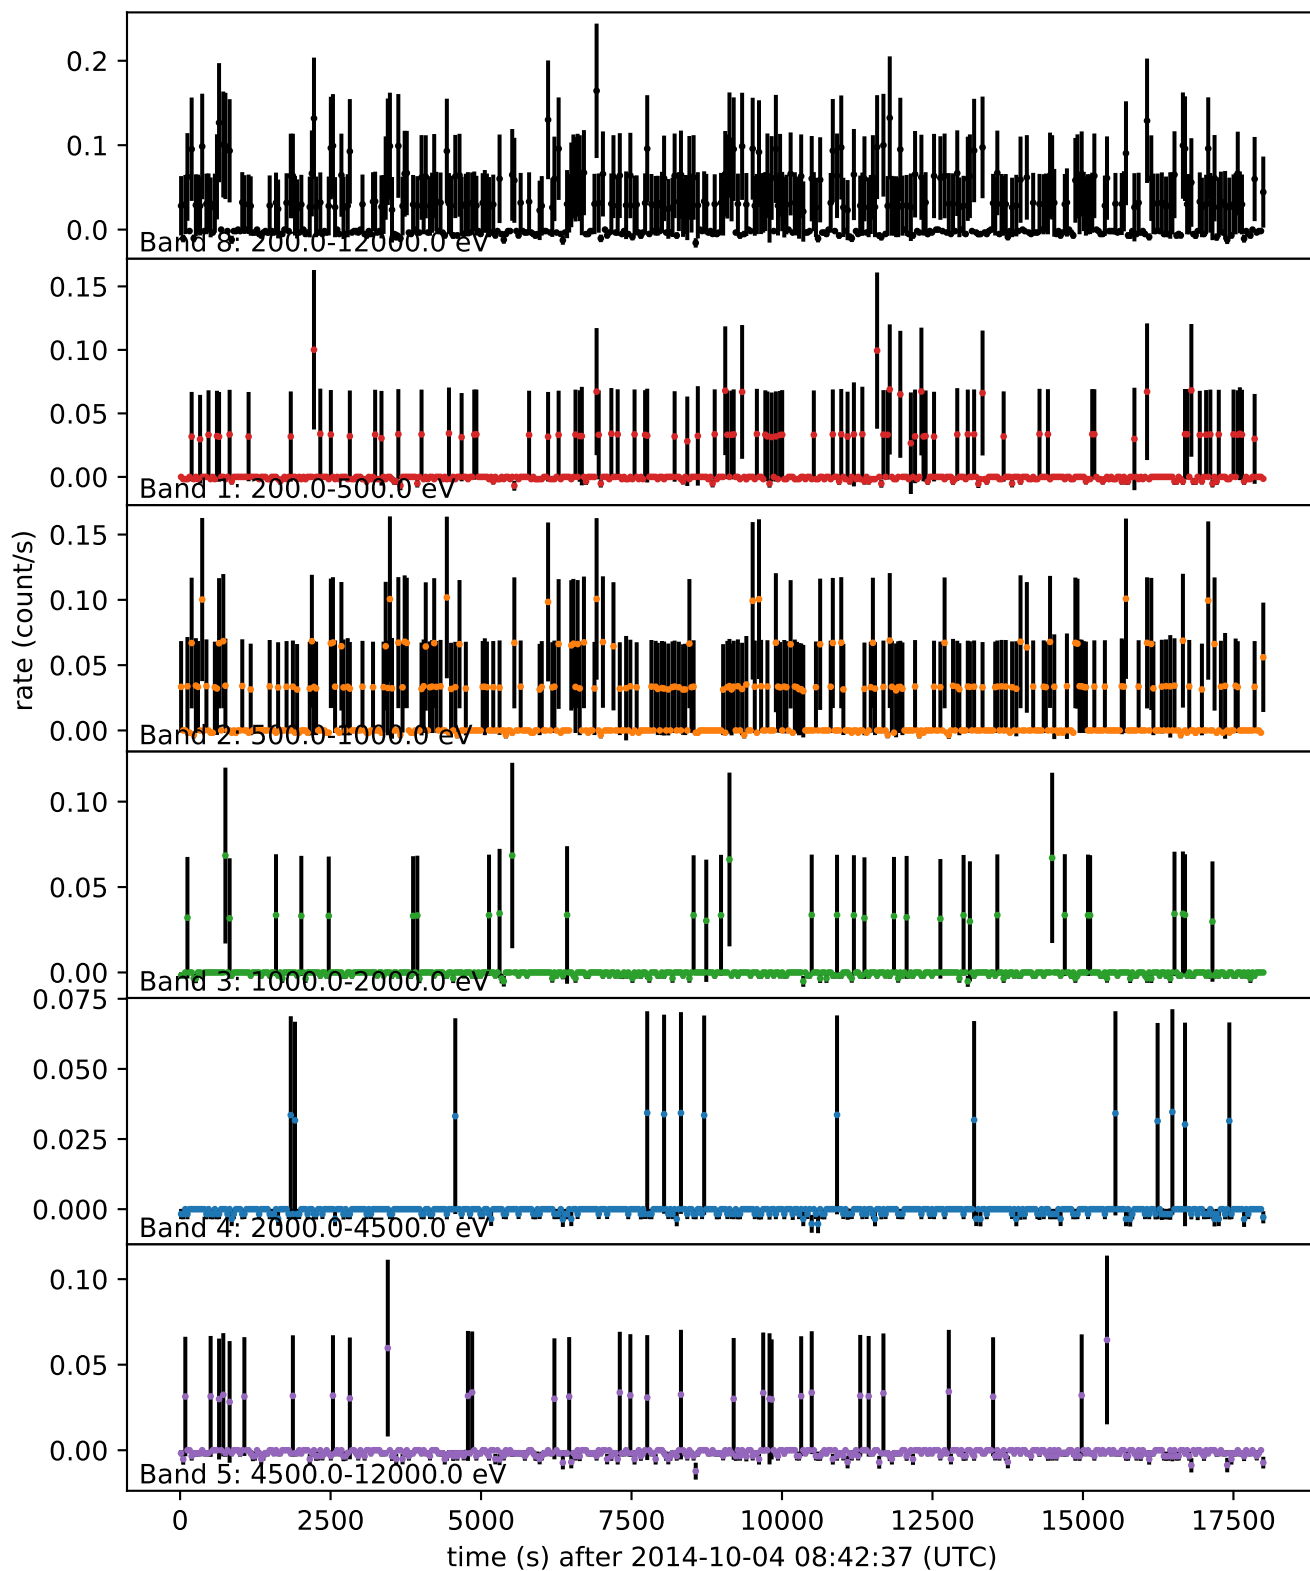 0.2
0.1
0.0
Band 8: 200.0-12000.0 eV
0.15
0.10
0.05
0.00
Band 1: 200.0-500.0 eV
rate (count/s)
0.15
0.10
0.05
0.00
Band 2: 500.0-1000.0 eV
0.10
0.05
0.00
Band 3: 1000.0-2000.0 eV
0.075
0.050
0.025
0.000
Band 4: 2000.0-4500.0 eV
0.10
0.05
0.00
Band 5: 4500.0-12000.0 eV
0 2500 5000 7500 10000 12500 15000 17500
time (s) after 2014-10-04 08:42:37 (UTC)